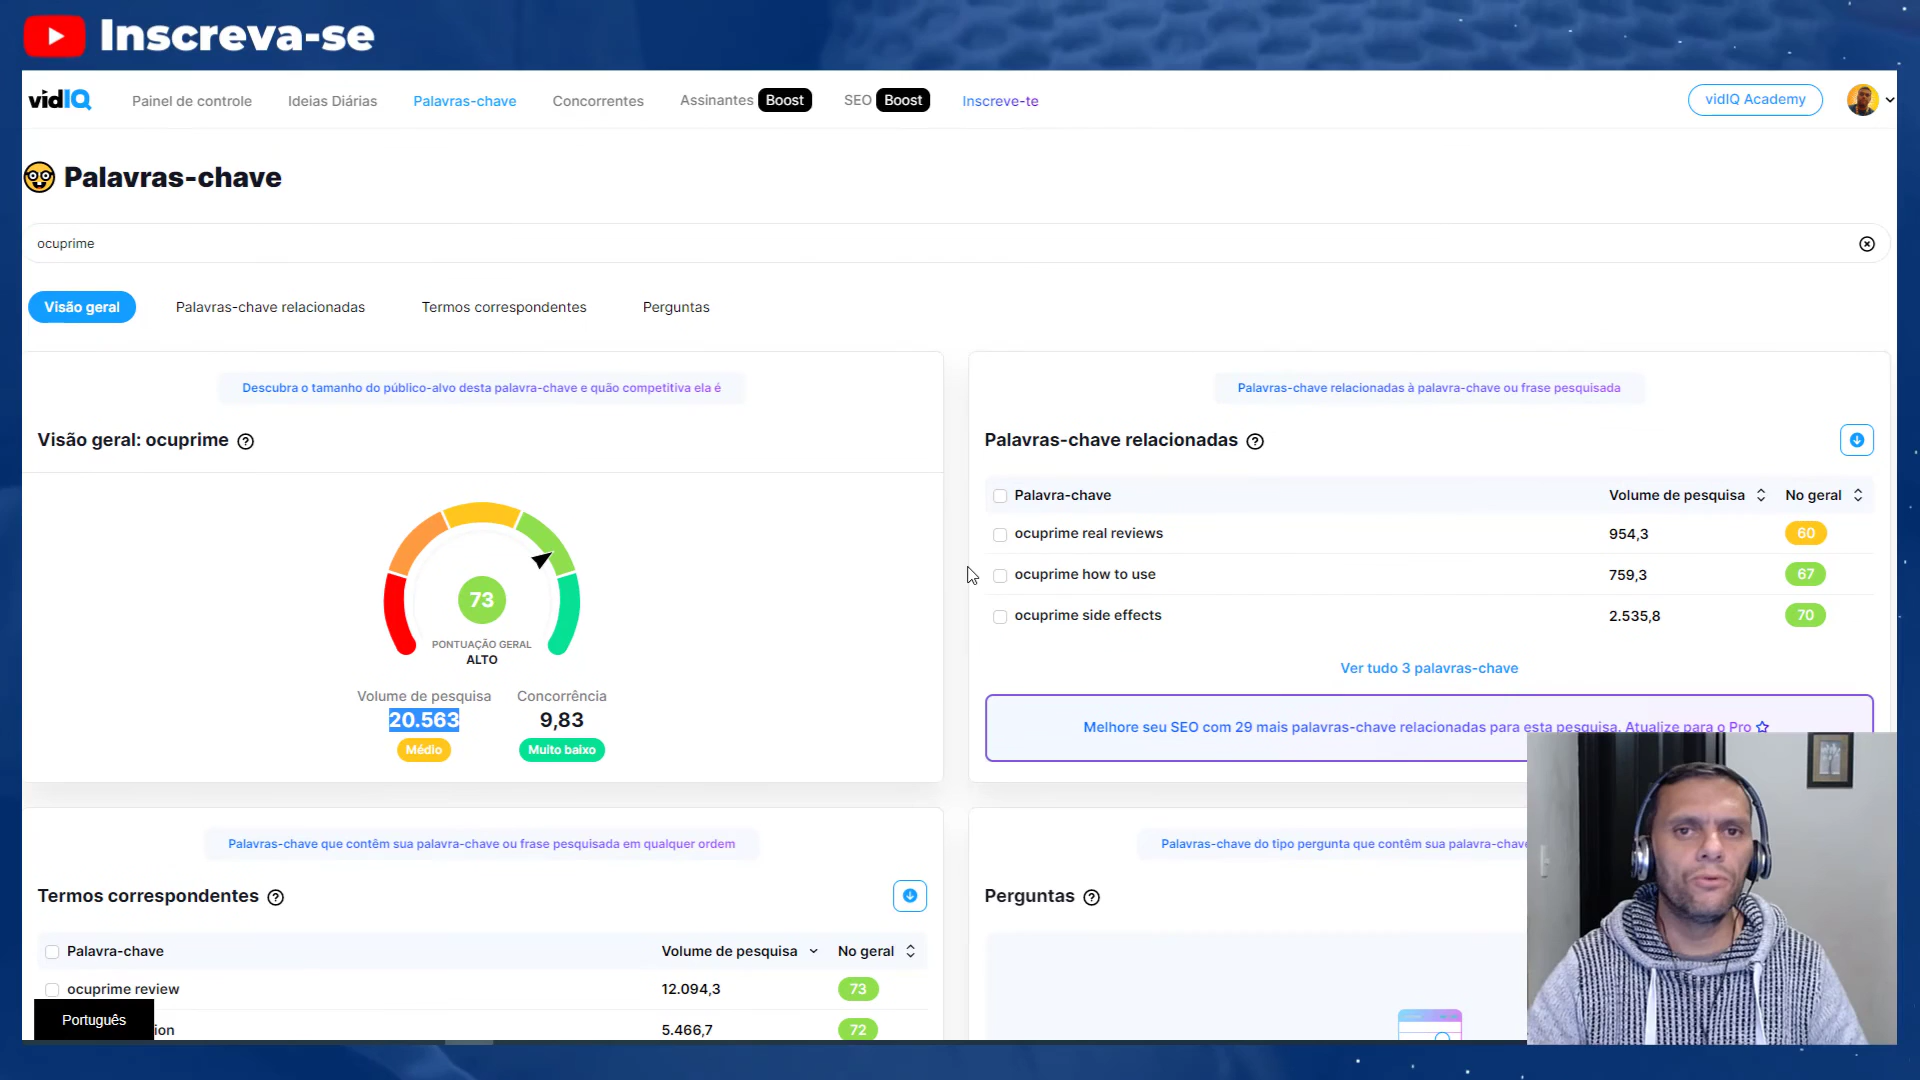 Inscreva-se
vidIQ
Painel de controle
Ideias Diárias
Palavras-chave
Concorrentes
Assinantes Boost
SEO Boost
Inscreve-te
vidIQ Academy
Palavras-chave
ocuprime
Visão geral
Palavras-chave relacionadas
Termos correspondentes
Perguntas
Descubra o tamanho do público-alvo desta palavra-chave e quão competitiva ela é
Visão geral: ocuprime
73
PONTUAÇÃO GERAL
ALTO
Volume de pesquisa
20.563
Médio
Concorrência
9,83
Muito baixo
Palavras-chave relacionadas à palavra-chave ou frase pesquisada
Palavras-chave relacionadas
Palavra-chave Volume de pesquisa No geral
ocuprime real reviews 954,3 60
ocuprime how to use 759,3 67
ocuprime side effects 2.535,8 70
Ver tudo 3 palavras-chave
Melhore seu SEO com 29 mais palavras-chave relacionadas para esta pesquisa. Atualize para o Pro
Palavras-chave que contêm sua palavra-chave ou frase pesquisada em qualquer ordem
Termos correspondentes
Palavra-chave Volume de pesquisa No geral
ocuprime review 12.094,3 73
ion 5.466,7 72
Português
Palavras-chave do tipo pergunta que contêm sua palavra-chave
Perguntas